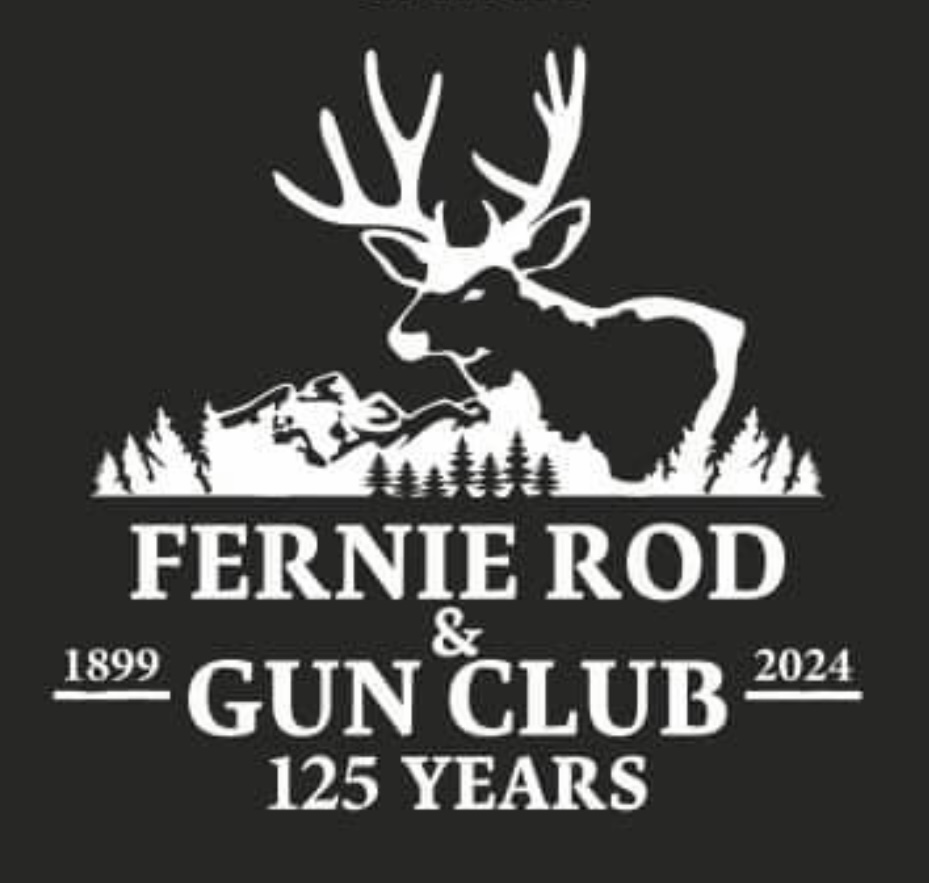 FERNIE ROD
&
1899 GUN CLUB 2024
125 YEARS